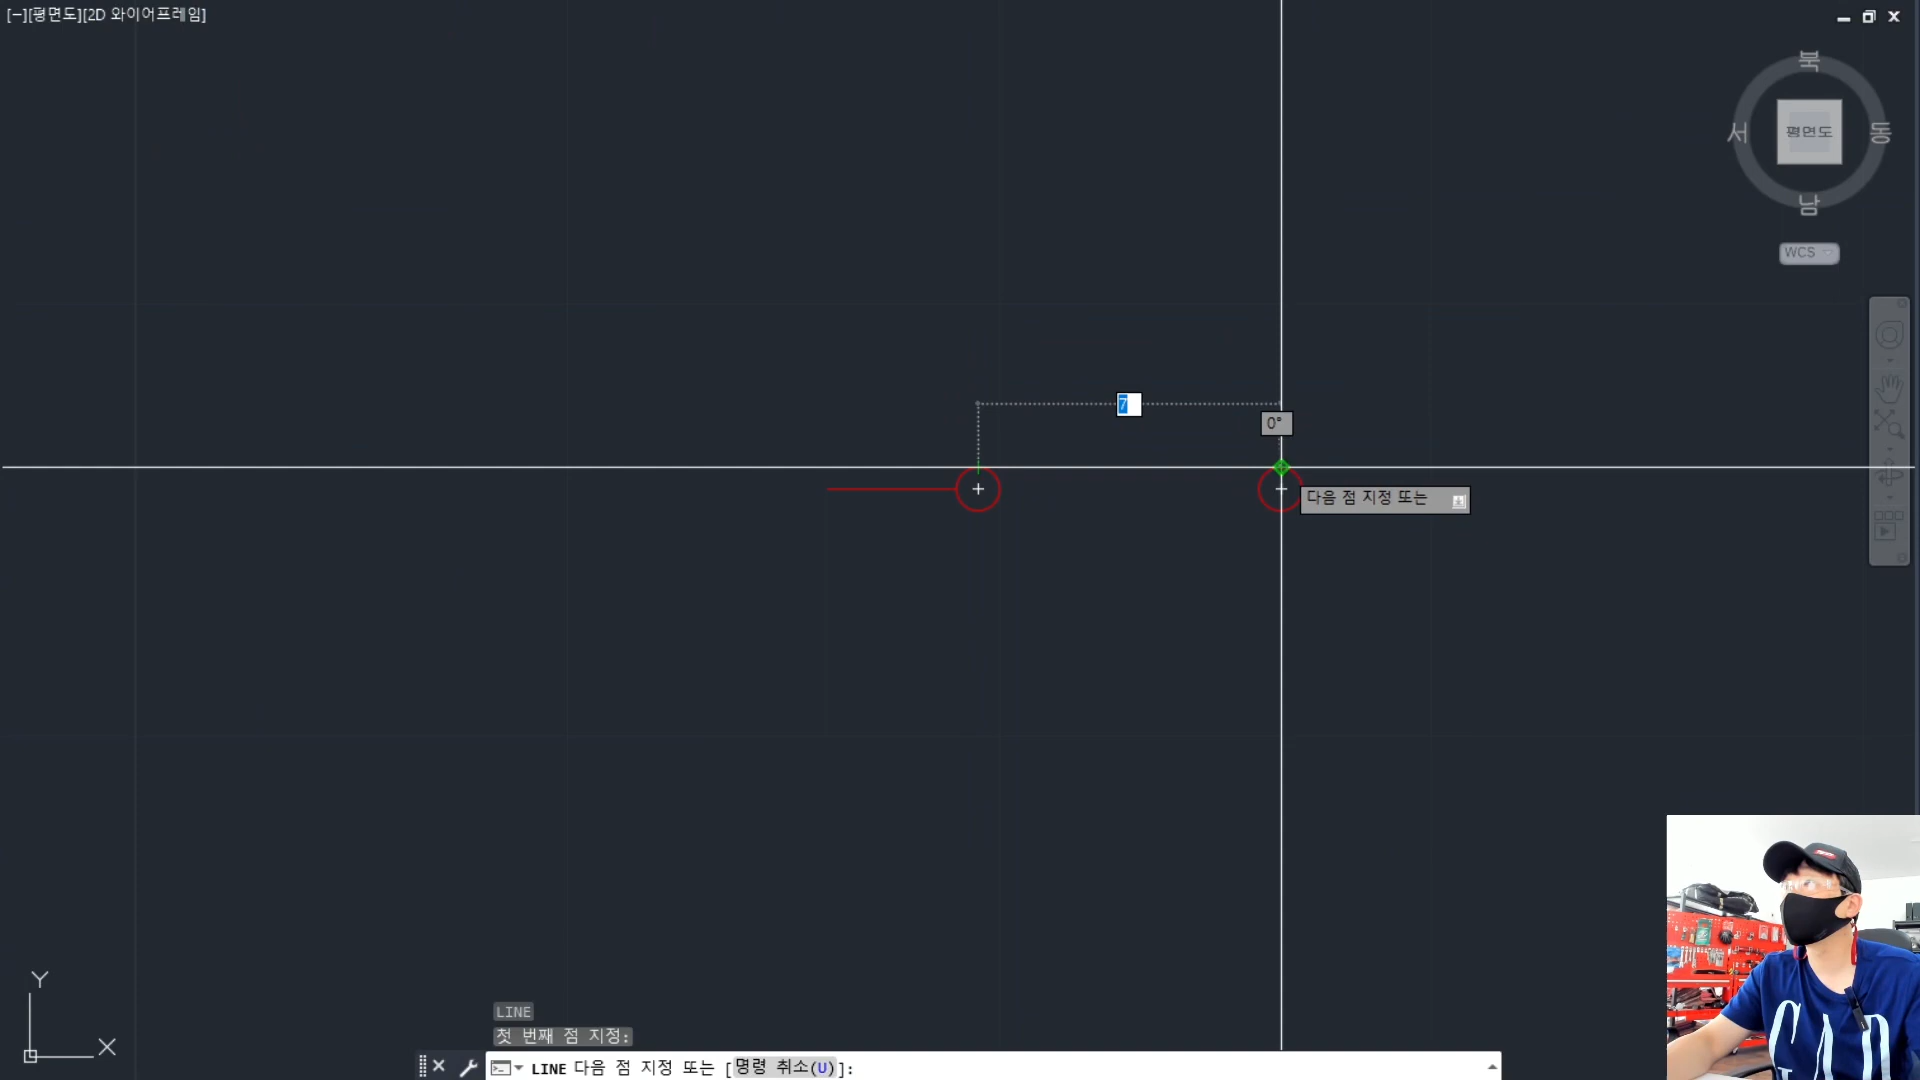 [−][평면도][2D 와이어프레임]
북
서
평면도
동
남
WCS
7
0°
다음 점 지정 또는
Y
X
LINE
첫 번째 점 지정:
LINE 다음 점 지정 또는 [명령 취소(U)]: